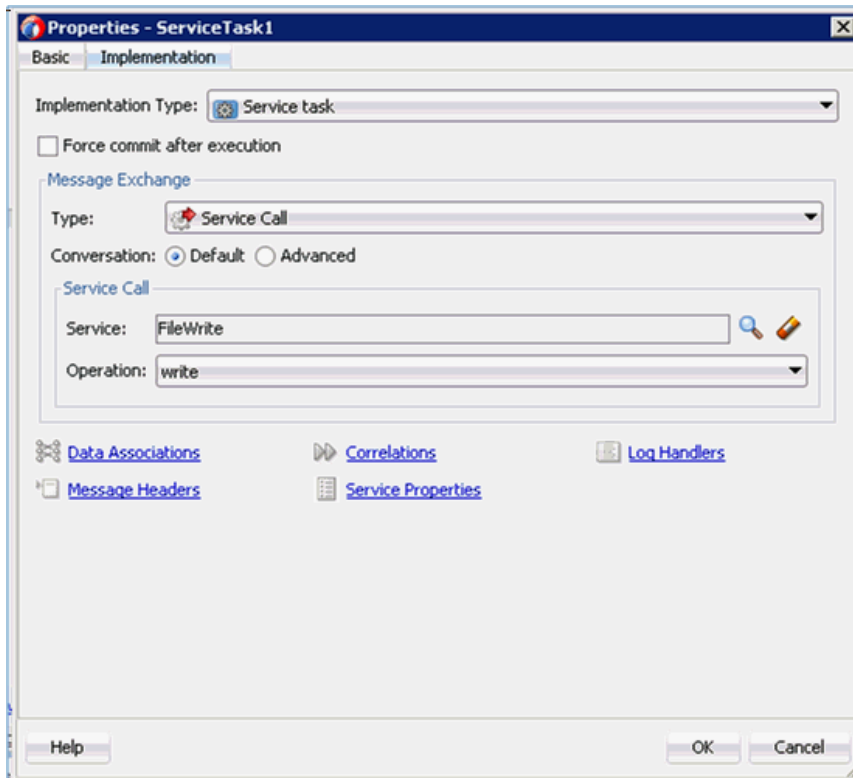 Properties - ServiceTask1
Basic Implementation
Implementation Type: Service task
Force commit after execution
Message Exchange
Type: Service Call
Conversation: Default Advanced
Service Call
Service: FileWrite
Operation: write
Data Associations Correlations Log Handlers
Message Headers Service Properties
Help OK Cancel